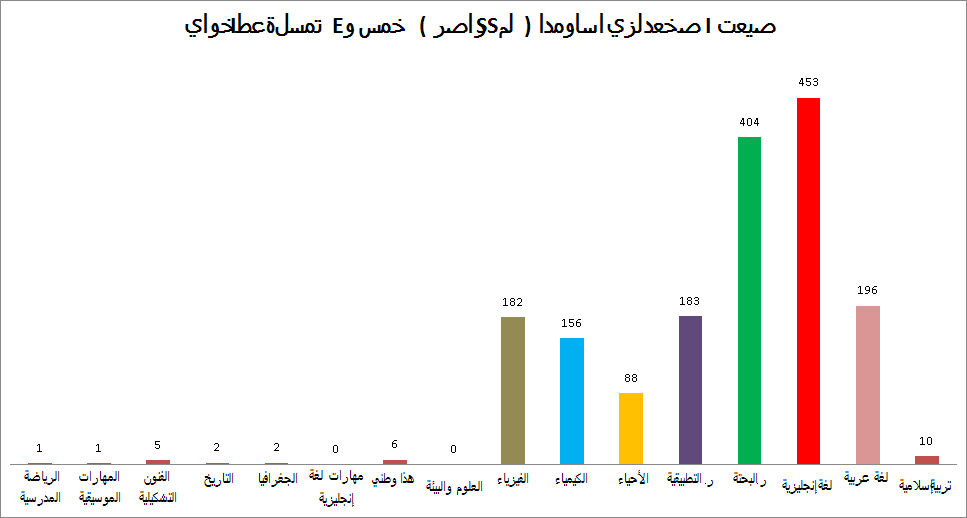 453
404
196
183
182
156
88
10
6
0
0
2
2
5
1
1
تربية إسلامية
لغة عربية
لغة إنجليزية
ر.البحتة
ر.التطبيقية
الأحياء
الكيمياء
الفيزياء
العلوم والبيئة
هذا وطني
مهارات لغة
إنجليزية
الجغرافيا
التاريخ
الفنون
التشكيلية
المهارات
الموسيقية
الرياضة
المدرسية